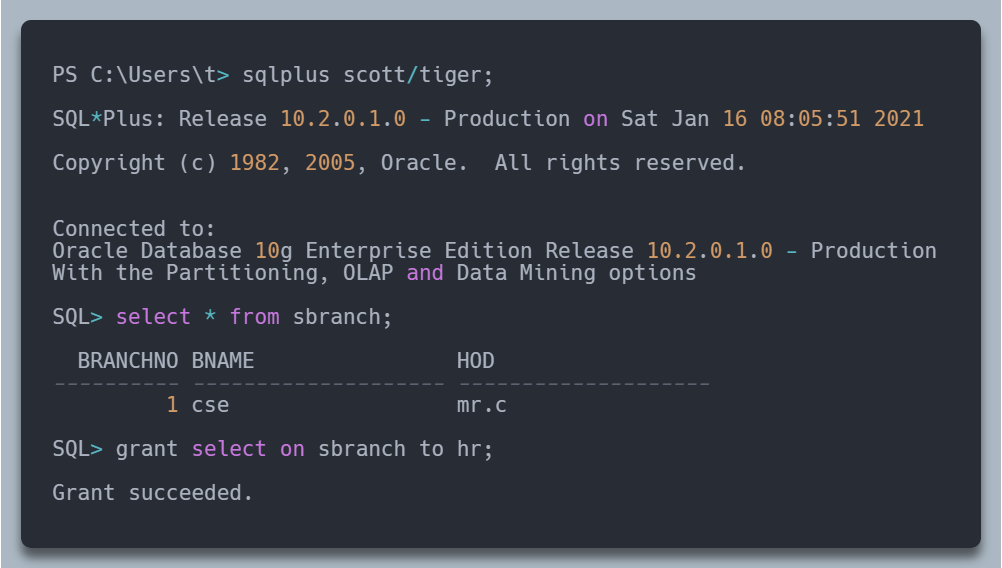 PS C:\Users\t> sqlplus scott/tiger;
SQL*Plus: Release 10.2.0.1.0 - Production on Sat Jan 16 08:05:51 2021
Copyright (c) 1982, 2005, Oracle.  All rights reserved.
Connected to:
Oracle Database 10g Enterprise Edition Release 10.2.0.1.0 - Production
With the Partitioning, OLAP and Data Mining options
SQL> select * from sbranch;
  BRANCHNO BNAME                HOD
---------- -------------------- --------------------
         1 cse                  mr.c
SQL> grant select on sbranch to hr;
Grant succeeded.